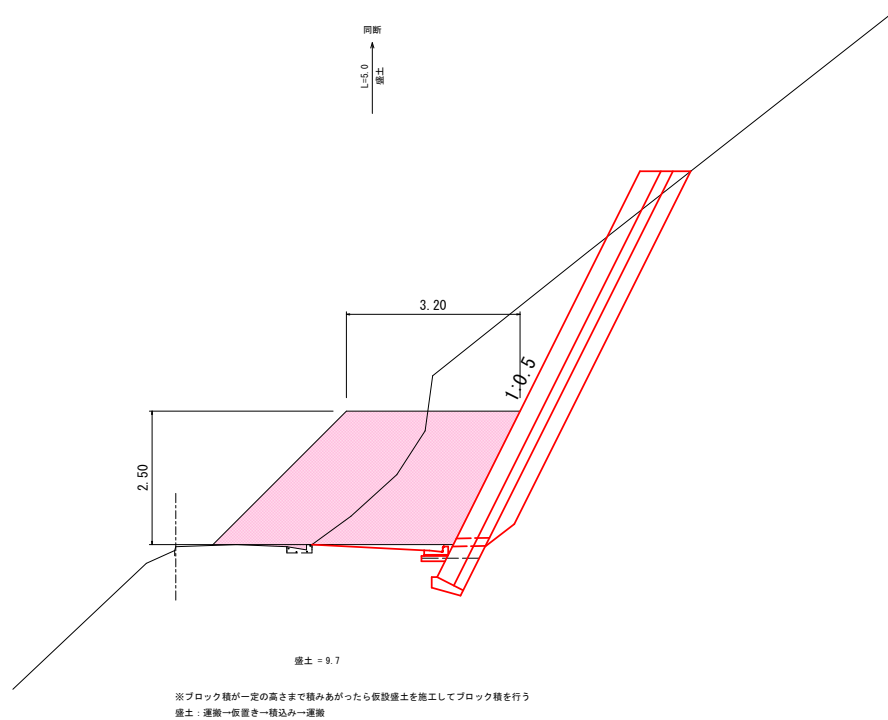 同断
L=5.0
盛土
3.20
1:0.5
2.50
盛土 = 9.7
※ブロック積が一定の高さまで積みあがったら仮設盛土を施工してブロック積を行う
盛土：運搬→仮置き→積込み→運搬